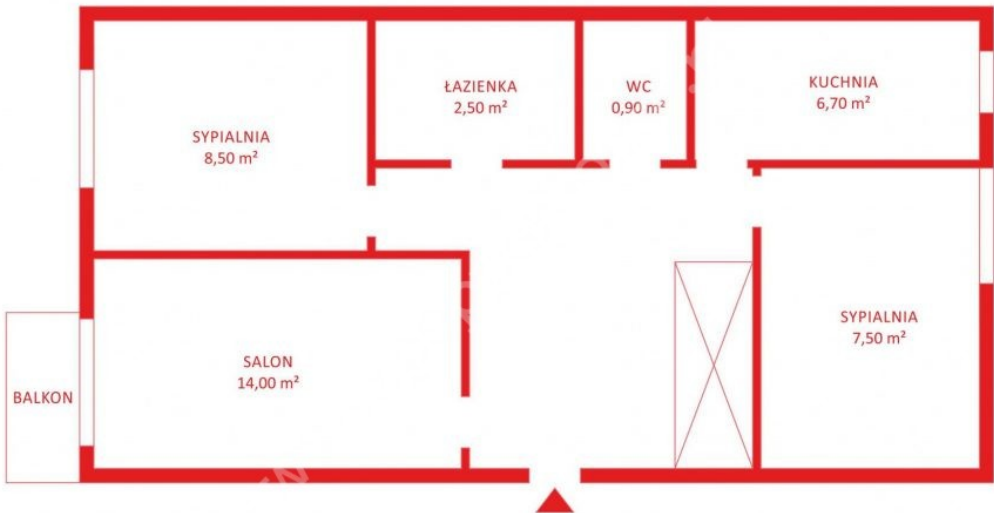 ŁAZIENKA
2,50 m²
WC
0,90 m²
KUCHNIA
6,70 m²
SYPIALNIA
8,50 m²
SYPIALNIA
7,50 m²
SALON
14,00 m²
BALKON